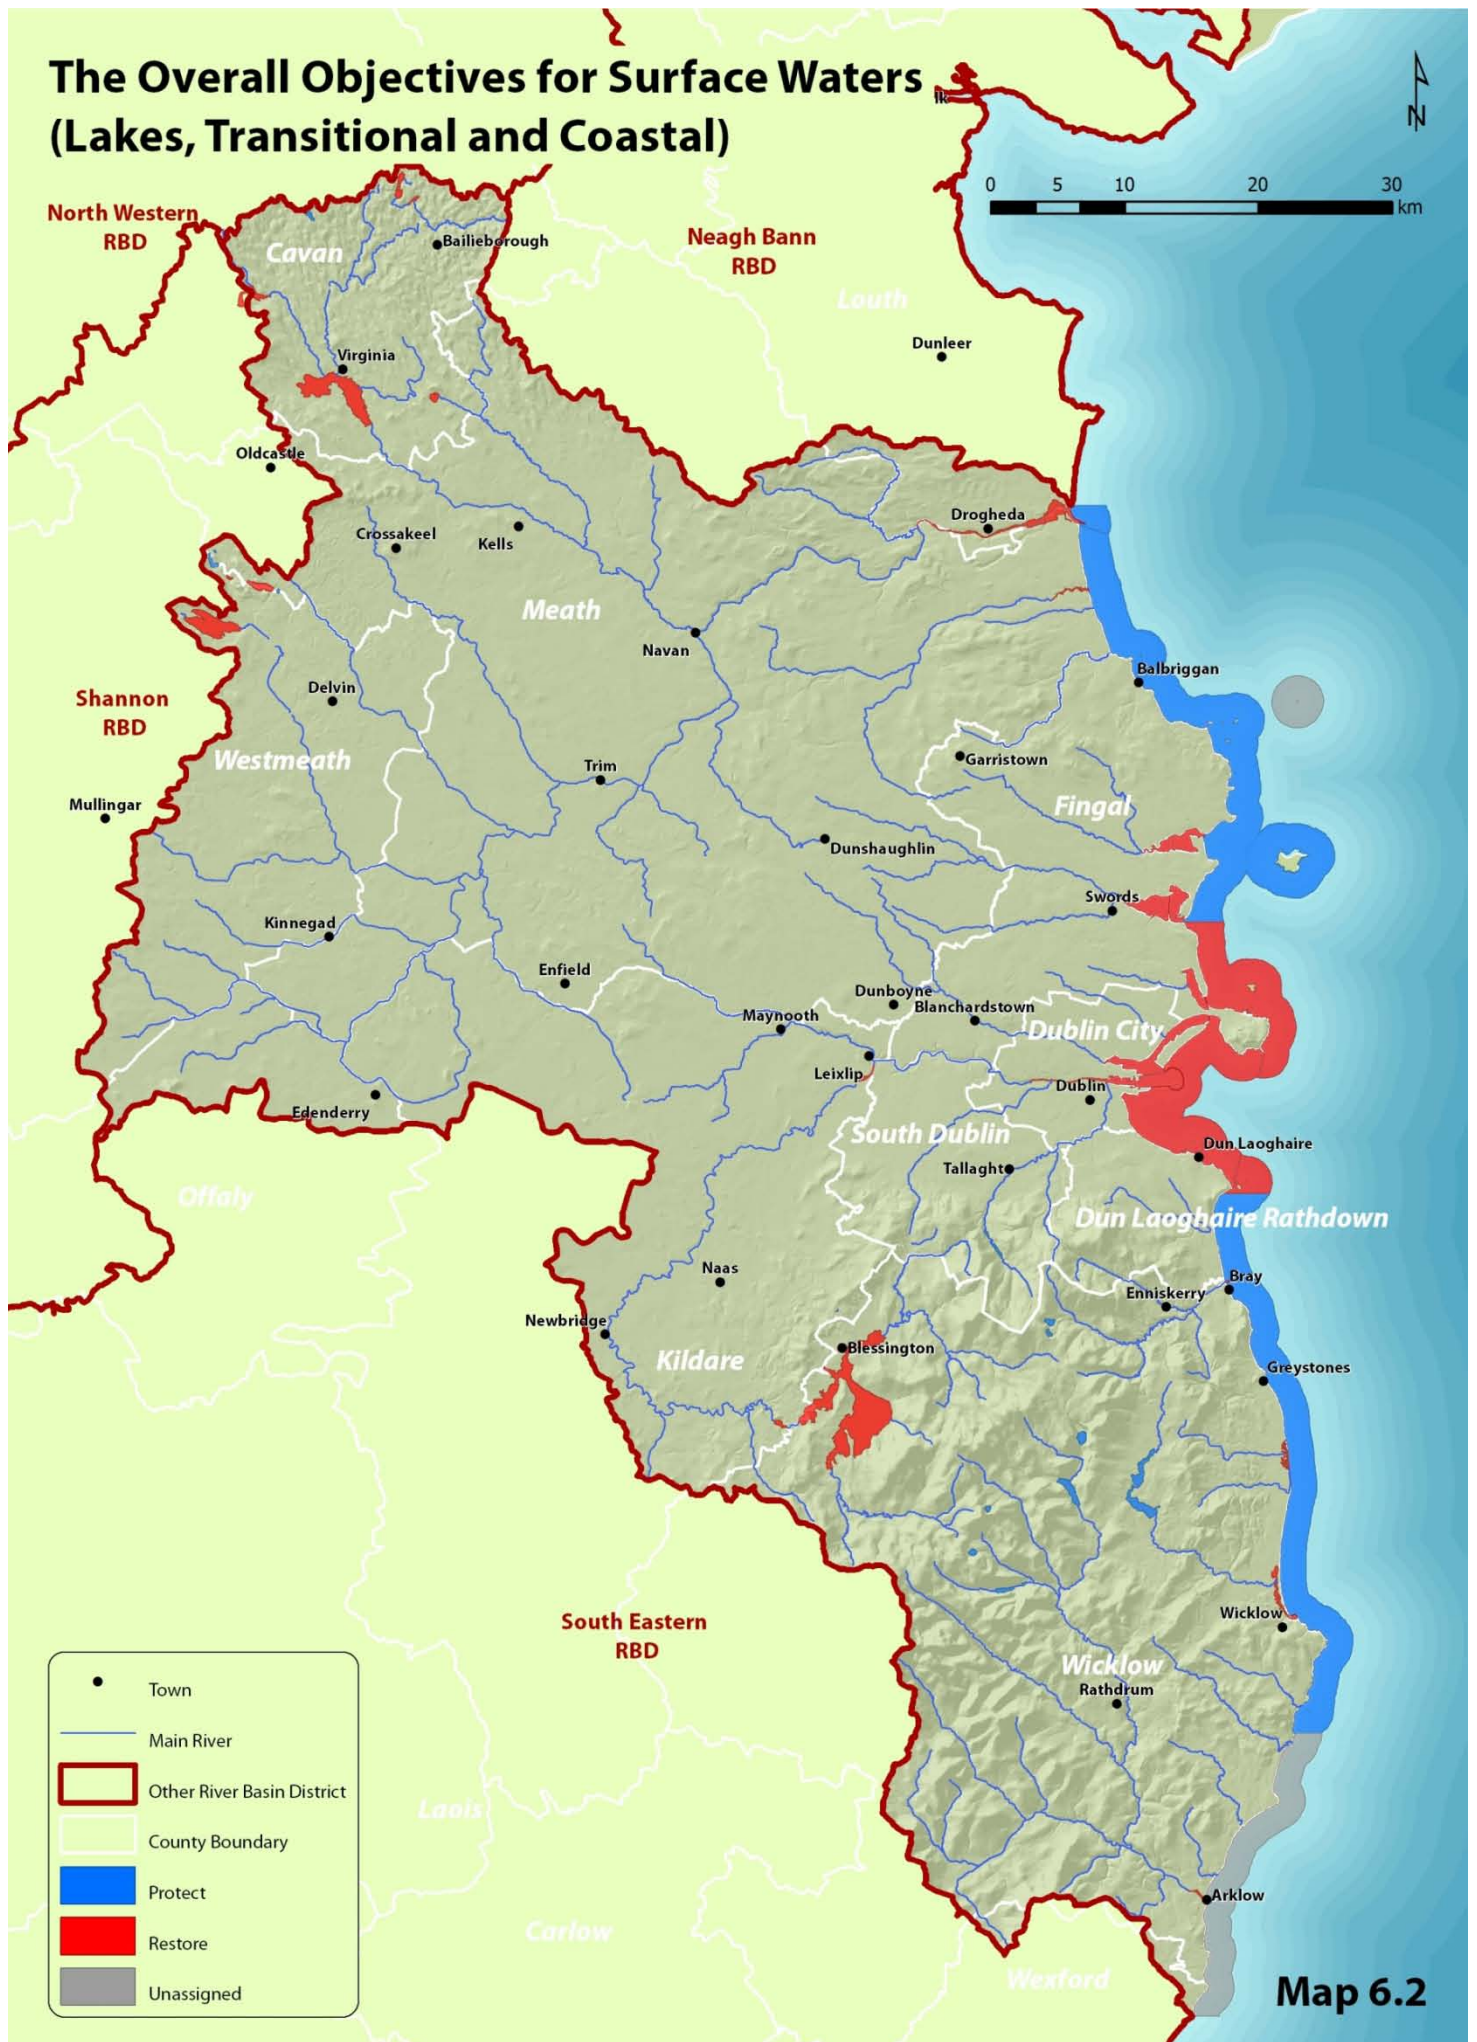 The Overall Objectives for Surface Waters
(Lakes, Transitional and Coastal)
lk
N
0 5 10 20 30
km
North Western
RBD
Cavan
Bailieborough
Neagh Bann
RBD
Louth
Dunleer
Virginia
Oldcastle
Crossakeel
Kells
Drogheda
Meath
Navan
Balbriggan
Shannon
RBD
Delvin
Westmeath
Trim
Garristown
Fingal
Mullingar
Dunshaughlin
Swords
Kinnegad
Enfield
Dunboyne
Blanchardstown
Maynooth
Dublin City
Leixlip
Dublin
Edenderry
South Dublin
Dun Laoghaire
Tallaght
Offaly
Dun Laoghaire Rathdown
Naas
Bray
Enniskerry
Newbridge
Blessington
Kildare
Greystones
South Eastern
RBD
Wicklow
Wicklow
Rathdrum
Laois
Arklow
Carlow
Wexford
Town
Main River
Other River Basin District
County Boundary
Protect
Restore
Unassigned
Map 6.2